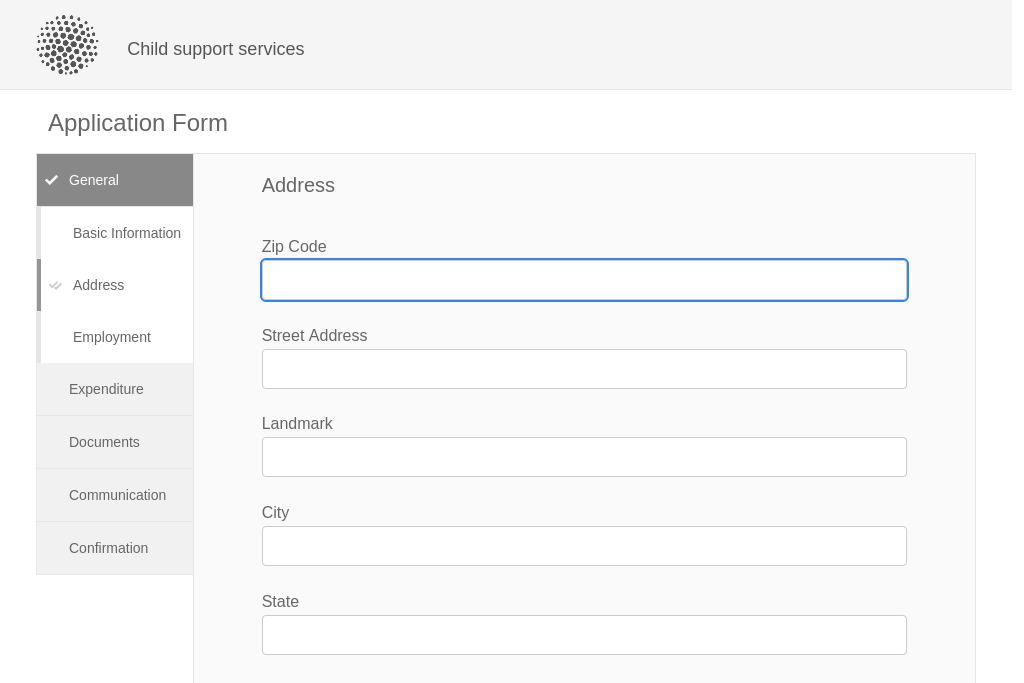 Child support services
Application Form
General
Basic Information
Address
Employment
Expenditure
Documents
Communication
Confirmation
Address
Zip Code
Street Address
Landmark
City
State